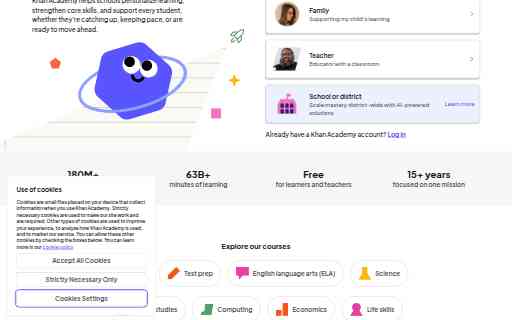 Khan Academy helps schools personalize learning,
strengthen core skills, and support every student,
whether they're catching up, keeping pace, or are
ready to move ahead.
Family
Supporting my child's learning
Teacher
Educator with a classroom
School or district
Scale mastery district-wide with AI-powered
solutions
Learn more
Already have a Khan Academy account? Log in
180M+
63B+
minutes of learning
Free
for learners and teachers
15+ years
focused on one mission
Use of cookies
Cookies are small files placed on your device that collect
information when you use Khan Academy. Strictly
necessary cookies are used to make our site work and
are required. Other types of cookies are used to improve
your experience, to analyze how Khan Academy is used,
and to market our service. You can allow these other
cookies by checking the boxes below. You can learn
more in our cookies policy
Accept All Cookies
Strictly Necessary Only
Cookies Settings
Explore our courses
Test prep
English language arts (ELA)
Science
studies
Computing
Economics
Life skills